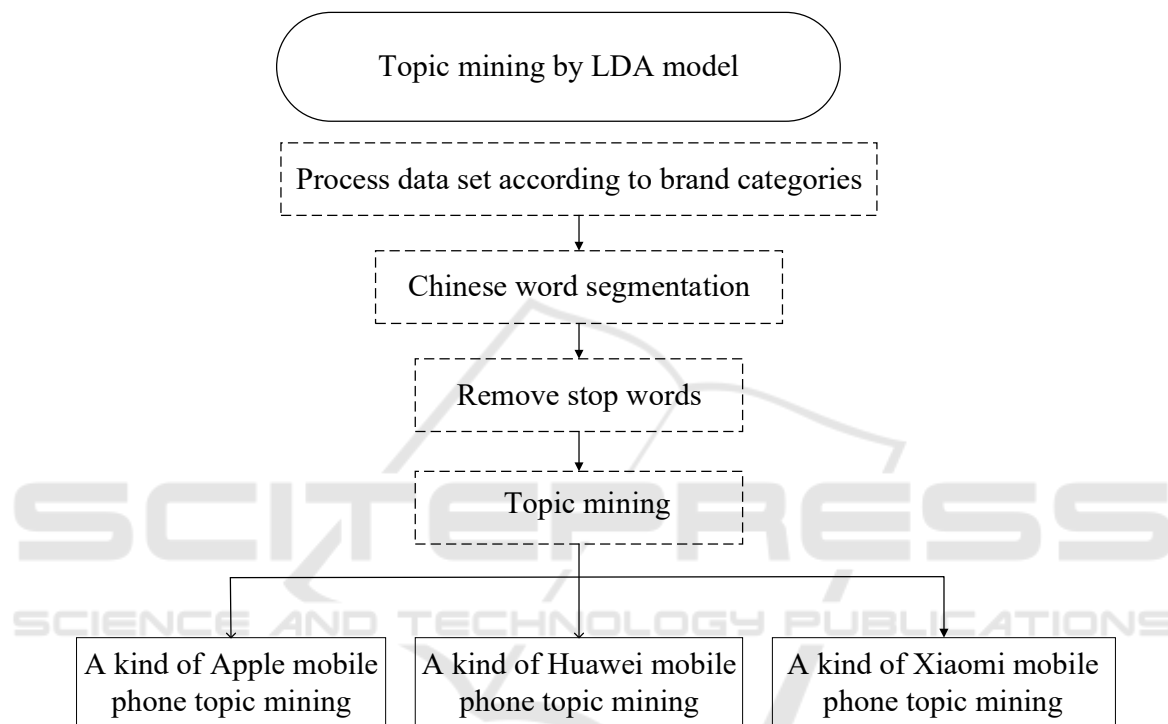 Topic mining by LDA model
Process data set according to brand categories
Chinese word segmentation
Remove stop words
Topic mining
SCITEPRESS
SCIENCE AND TECHNOLOGY PUBLICATIONS
A kind of Apple mobile
phone topic mining
A kind of Huawei mobile
phone topic mining
A kind of Xiaomi mobile
phone topic mining